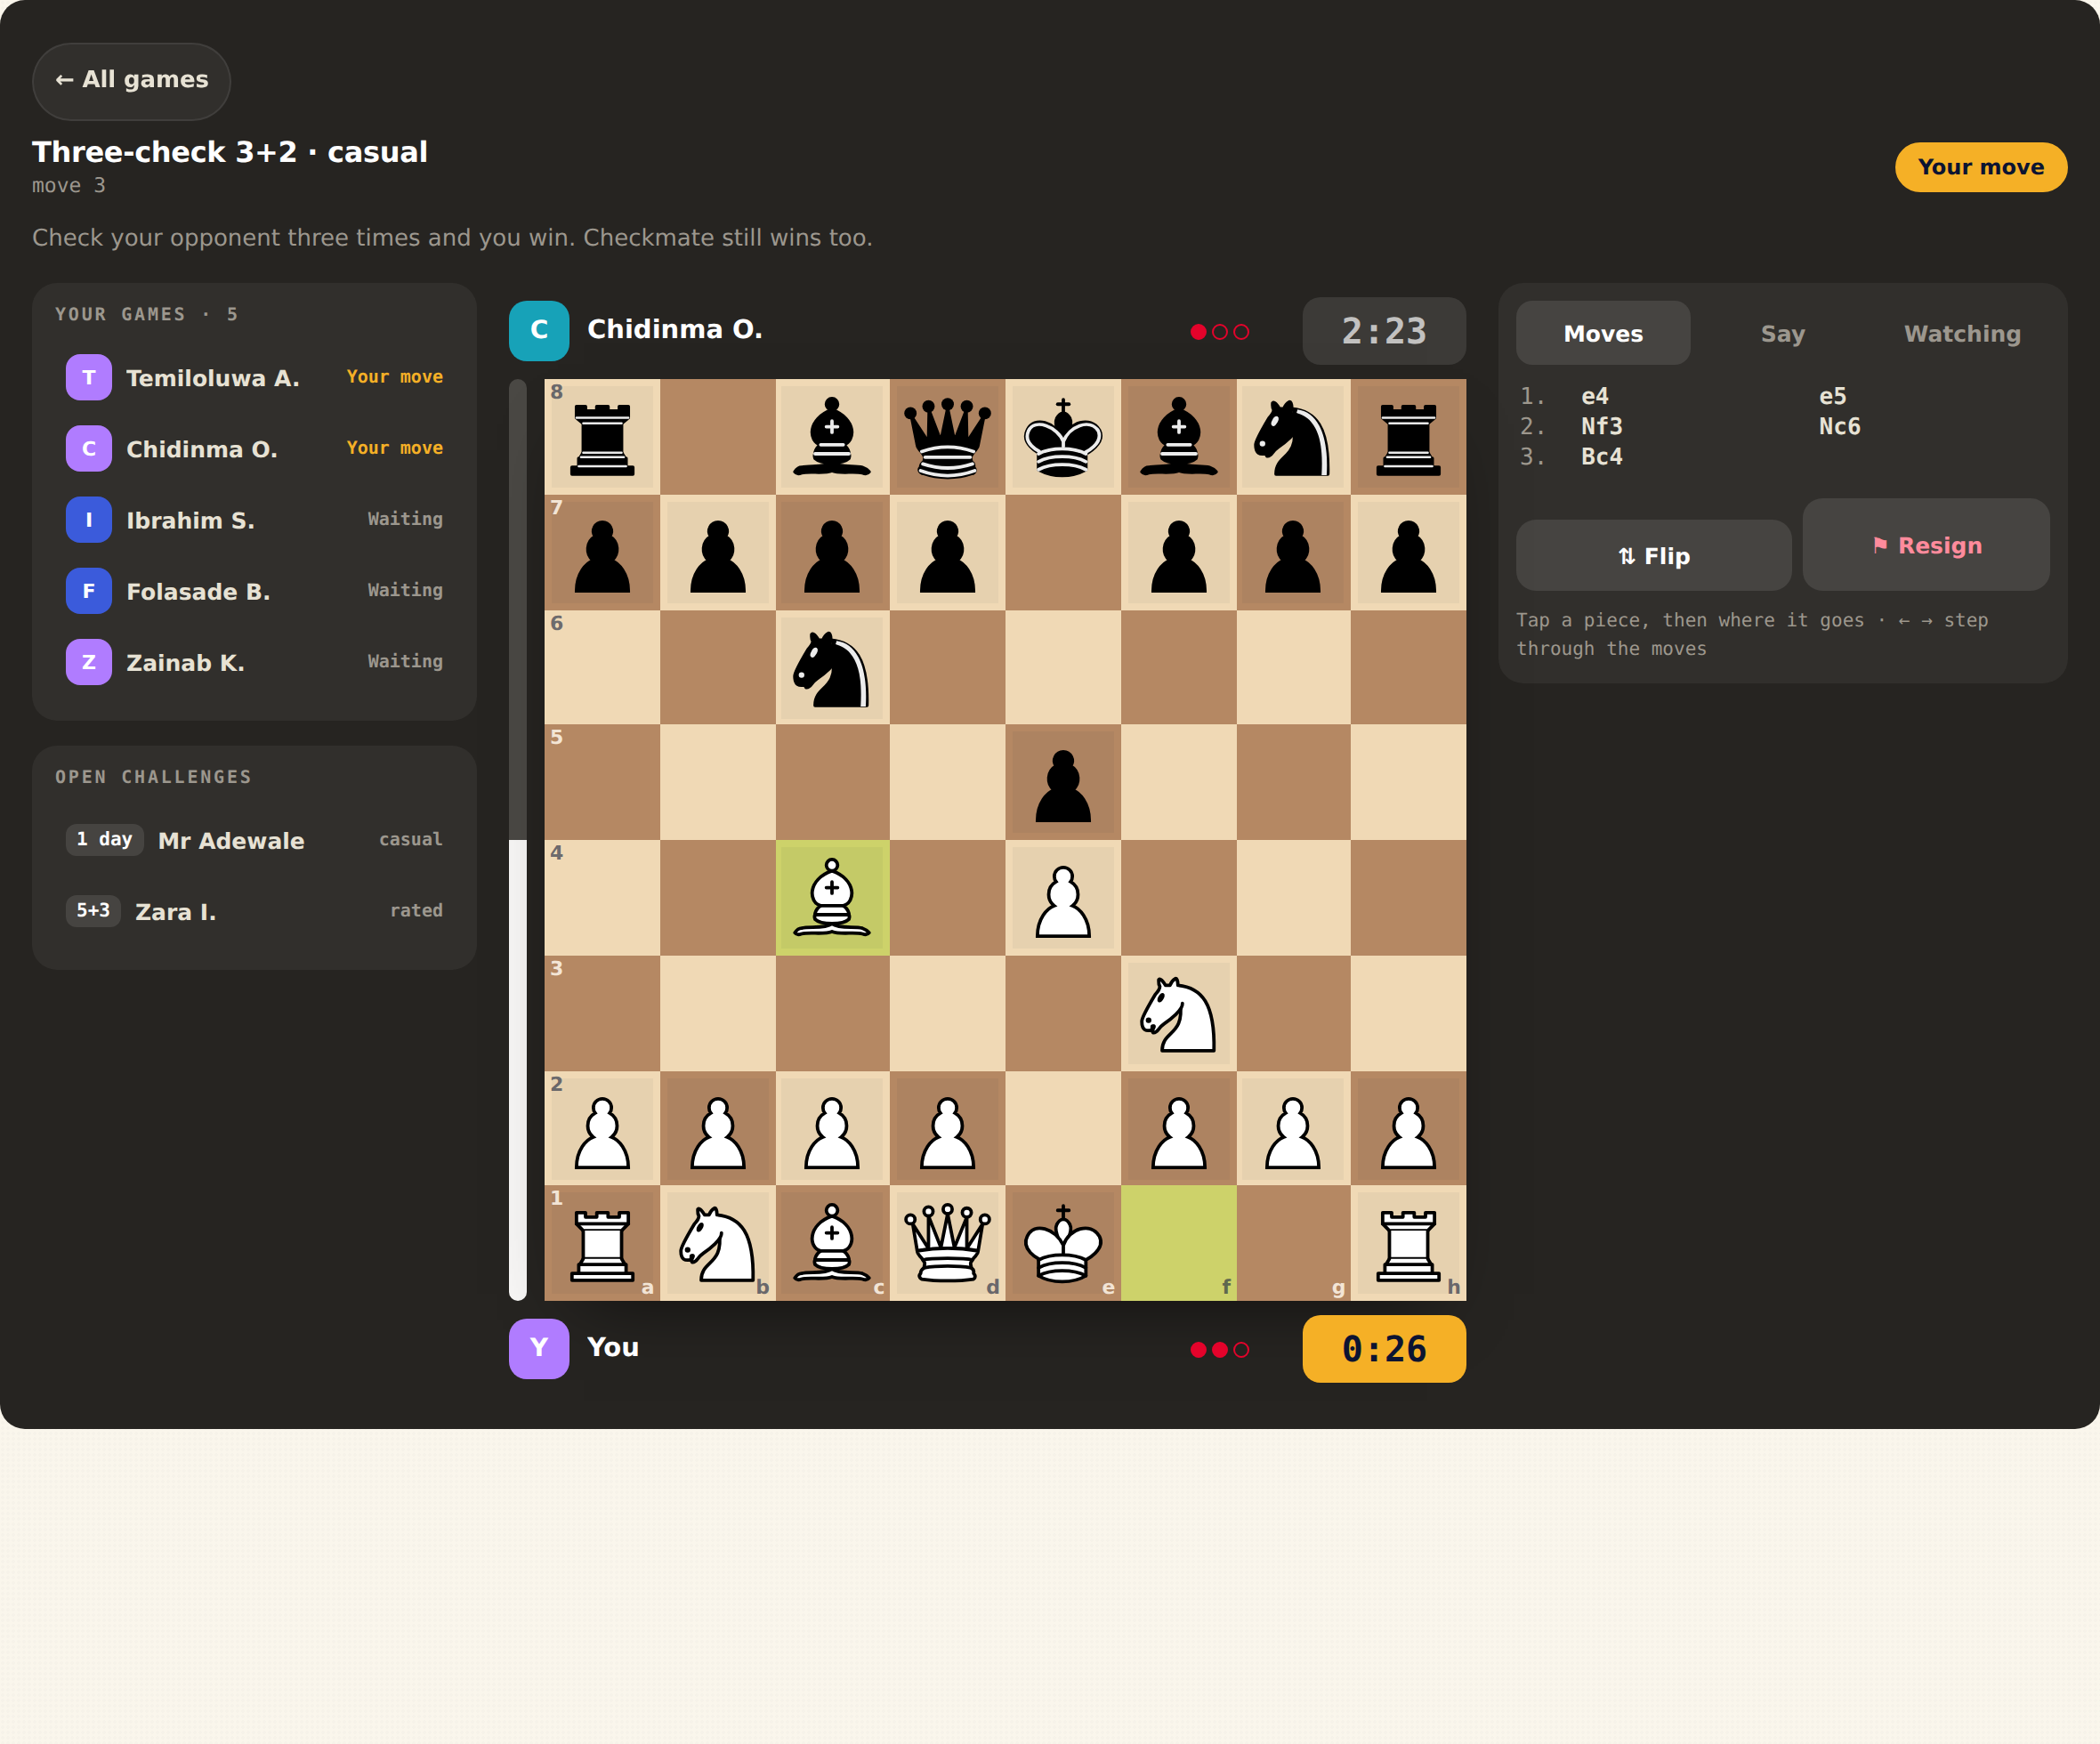 ← All games
Three-check 3+2 · casual
move 3
Your move
Check your opponent three times and you win. Checkmate still wins too.
YOUR GAMES · 5
T Temiloluwa A. Your move
C Chidinma O. Your move
I Ibrahim S. Waiting
F Folasade B. Waiting
Z Zainab K. Waiting
OPEN CHALLENGES
1 day Mr Adewale casual
5+3 Zara I. rated
C Chidinma O. 2:23
8
7
6
5
4
3
2
1
a b c d e f g h
Y You 0:26
Moves Say Watching
1. e4 e5
2. Nf3 Nc6
3. Bc4
⇅ Flip
⚑ Resign
Tap a piece, then where it goes · ← → step
through the moves